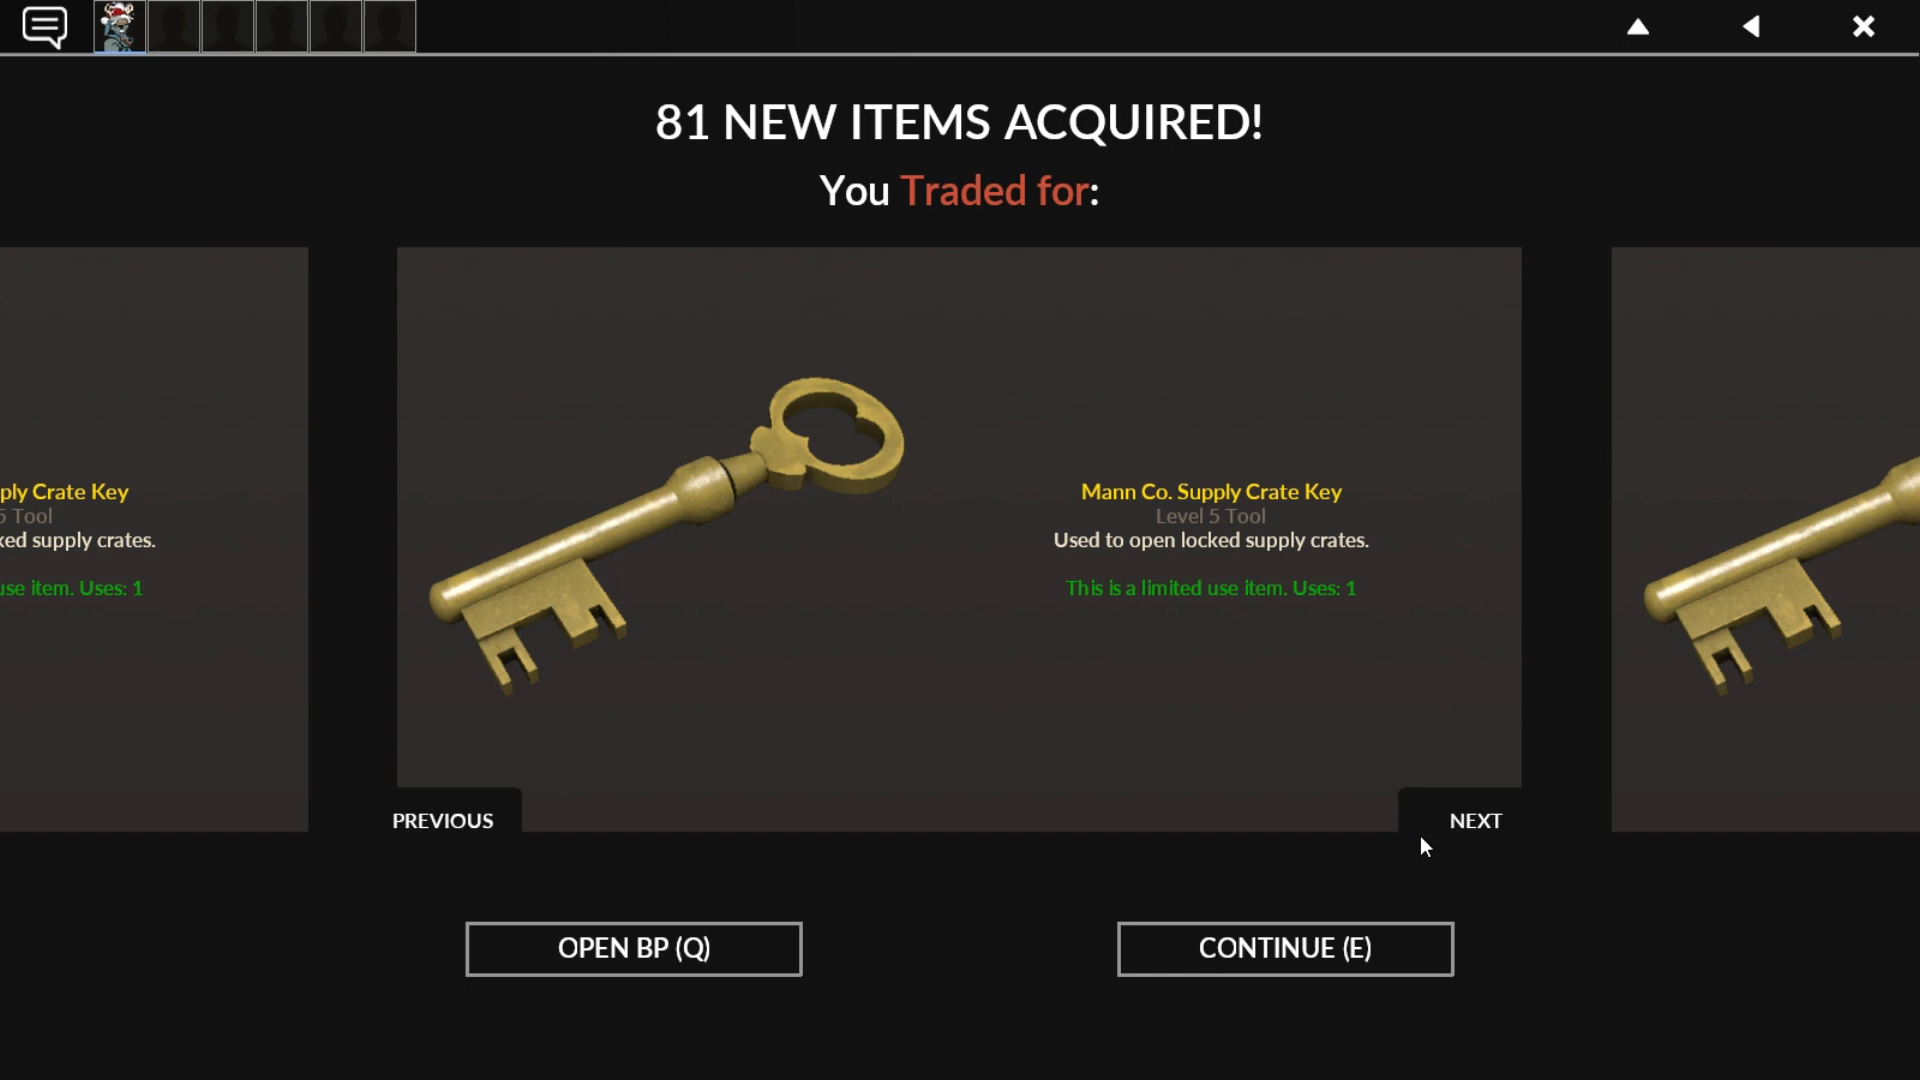 81 NEW ITEMS ACQUIRED!
You Traded for:
ply Crate Key
5 Tool
ked supply crates.
use item. Uses: 1
Mann Co. Supply Crate Key
Level 5 Tool
Used to open locked supply crates.
This is a limited use item. Uses: 1
PREVIOUS
NEXT
OPEN BP (Q)
CONTINUE (E)